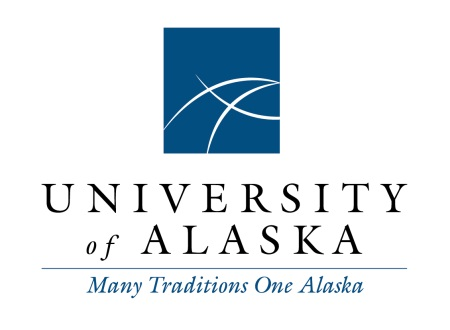 UNIVERSITY
of ALASKA
Many Traditions One Alaska